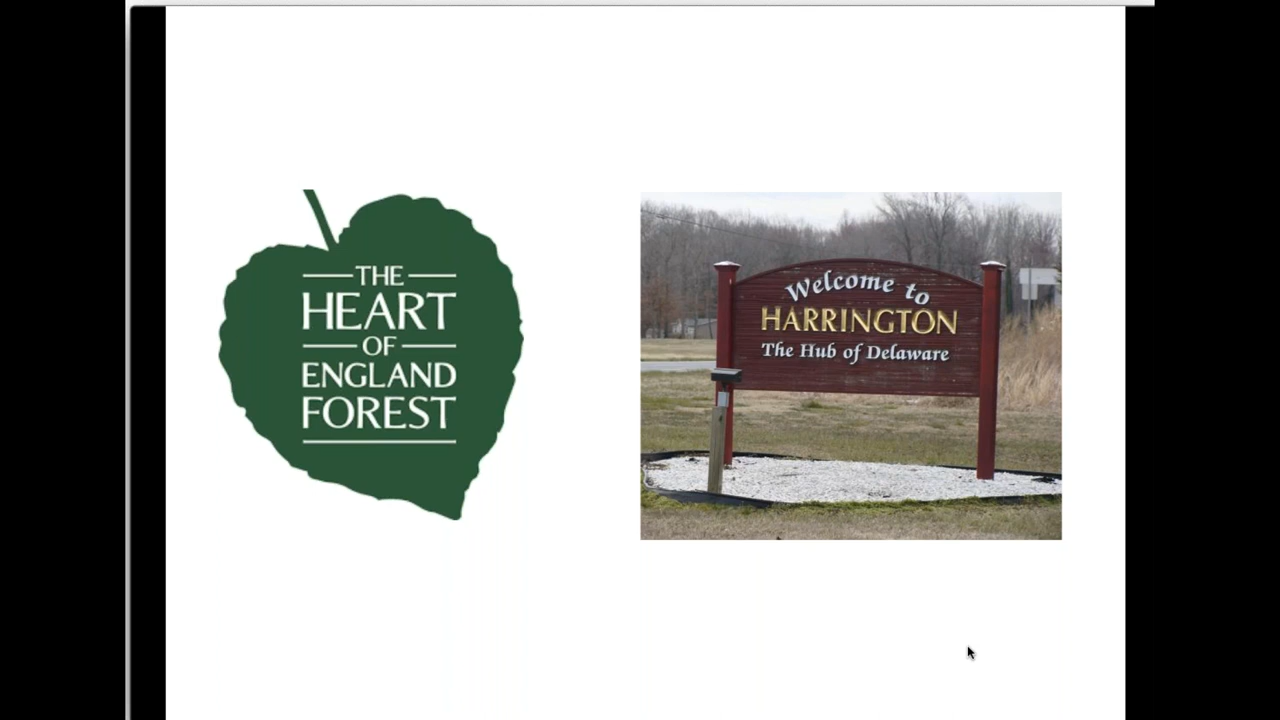 THE
HEART
OF
ENGLAND
FOREST
Welcome to
HARRINGTON
The Hub of Delaware